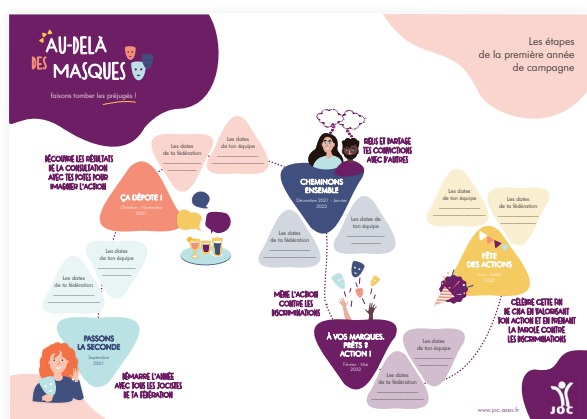 AU-DELÀ
DES MASQUES
faisons tomber les préjugés !
Les étapes
de la première année
de campagne
DÉCOUVRE LES RÉSULTATS
DE LA CONSULTATION
AVEC TES POTES POUR
IMAGINER L'ACTION
Les dates
de ta fédération
Les dates
de ton équipe
ÇA DÉPOTE !
Octobre - Novembre
2021
RELIS ET PARTAGE
TES CONVICTIONS
AVEC D'AUTRES
CHEMINONS
ENSEMBLE
Décembre 2021 - Janvier
2022
Les dates
de ta fédération
Les dates de
ton équipe
Les dates
de ton équipe
Les dates
de ta fédération
Les dates
de ton équipe
Les dates
de ta fédération
FÊTE
DES ACTIONS
Juin - Juillet
2022
PASSONS
LA SECONDE
Septembre
2021
DÉMARRE L'ANNÉE
AVEC TOUS LES JOCISTES
DE TA FÉDÉRATION
MÈNE L'ACTION
CONTRE LES
DISCRIMINATIONS
À VOS MARQUES,
PRÊTS ?
ACTION !
Février - Mai
2022
Les dates
de ton équipe
Les dates
de ta fédération
CÉLÈBRE CETTE FIN
DE CNA EN VALORISANT
TON ACTION ET EN PRENANT
LA PAROLE CONTRE
LES DISCRIMINATIONS
www.joc.asso.fr
JOC